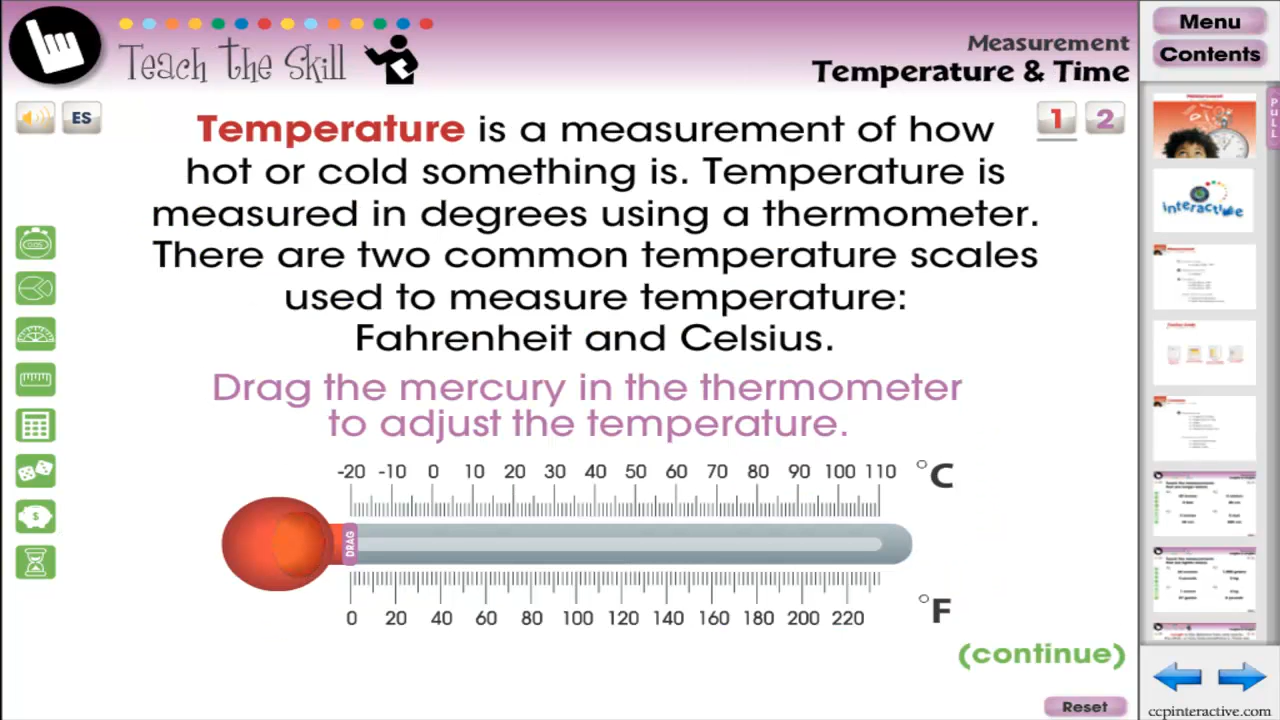 Teach the Skill
Measurement
Temperature & Time
Menu
Contents
PULL
ES
1 2
Temperature is a measurement of how
hot or cold something is. Temperature is
measured in degrees using a thermometer.
There are two common temperature scales
used to measure temperature:
Fahrenheit and Celsius.
Drag the mercury in the thermometer
to adjust the temperature.
-20 -10 0 10 20 30 40 50 60 70 80 90 100 110 °C
DRAG
0 20 40 60 80 100 120 140 160 180 200 220 °F
(continue)
Reset
interactive
ccpinteractive.com